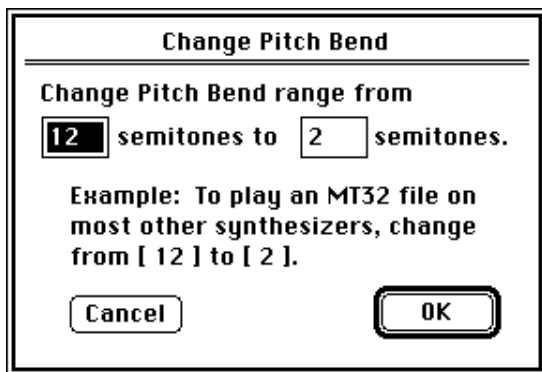 Change Pitch Bend
Change Pitch Bend range from
12 semitones to 2 semitones.
Example: To play an MT32 file on
most other synthesizers, change
from [ 12 ] to [ 2 ].
Cancel OK